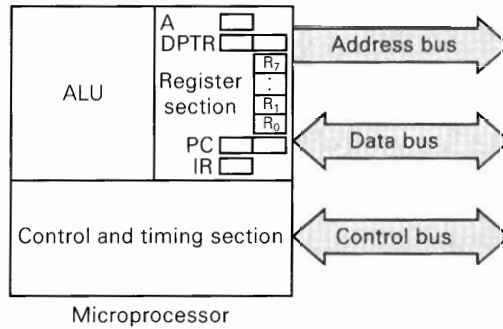 A
DPTR
Address bus
R7
ALU
Register
section
:
R1
R0
PC
Data bus
IR
Control and timing section
Control bus
Microprocessor